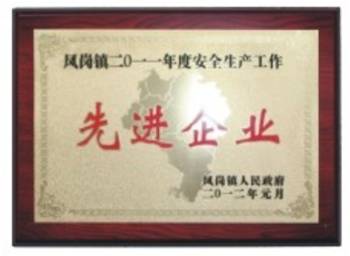 凤岗镇二〇一一年度安全生产工作
先进企业
凤岗镇人民政府
二〇一二年元月